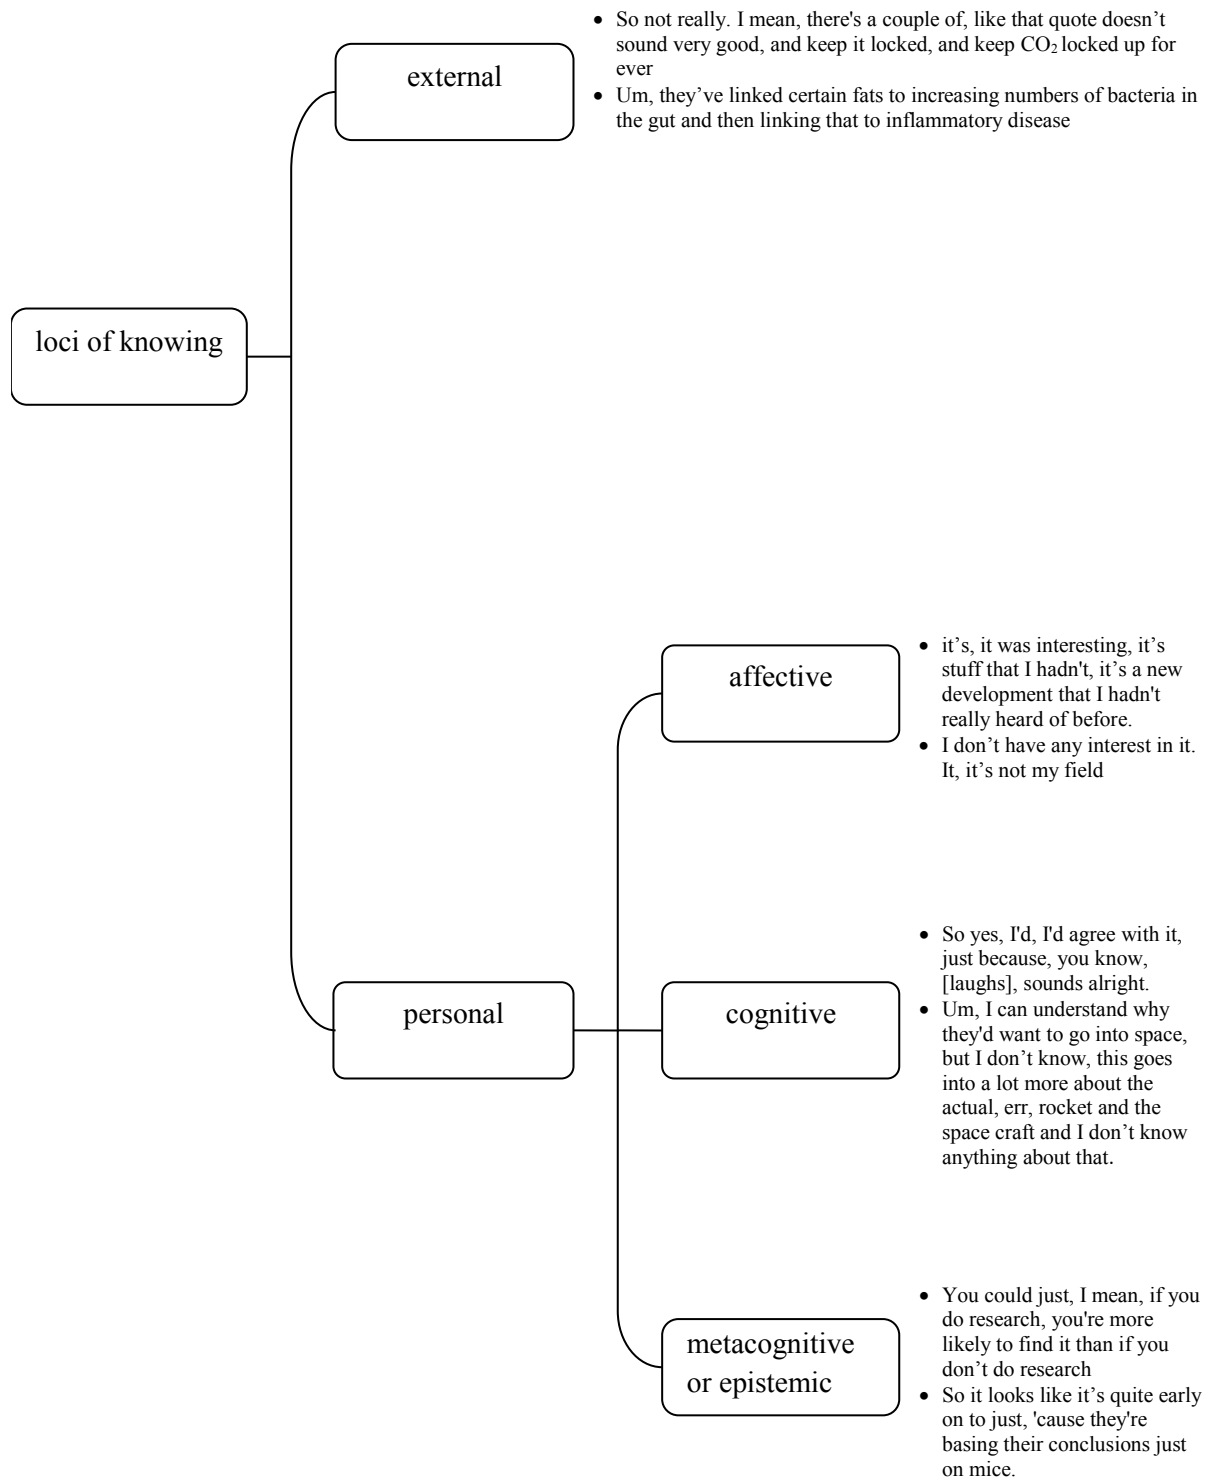 • So not really. I mean, there's a couple of, like that quote doesn’t
sound very good, and keep it locked, and keep CO₂ locked up for
ever
• Um, they’ve linked certain fats to increasing numbers of bacteria in
the gut and then linking that to inflammatory disease
external
loci of knowing
affective
• it’s, it was interesting, it’s
stuff that I hadn't, it’s a new
development that I hadn't
really heard of before.
• I don’t have any interest in it.
It, it’s not my field
personal
cognitive
• So yes, I'd, I'd agree with it,
just because, you know,
[laughs], sounds alright.
• Um, I can understand why
they'd want to go into space,
but I don’t know, this goes
into a lot more about the
actual, err, rocket and the
space craft and I don’t know
anything about that.
metacognitive
or epistemic
• You could just, I mean, if you
do research, you're more
likely to find it than if you
don’t do research
• So it looks like it’s quite early
on to just, 'cause they're
basing their conclusions just
on mice.